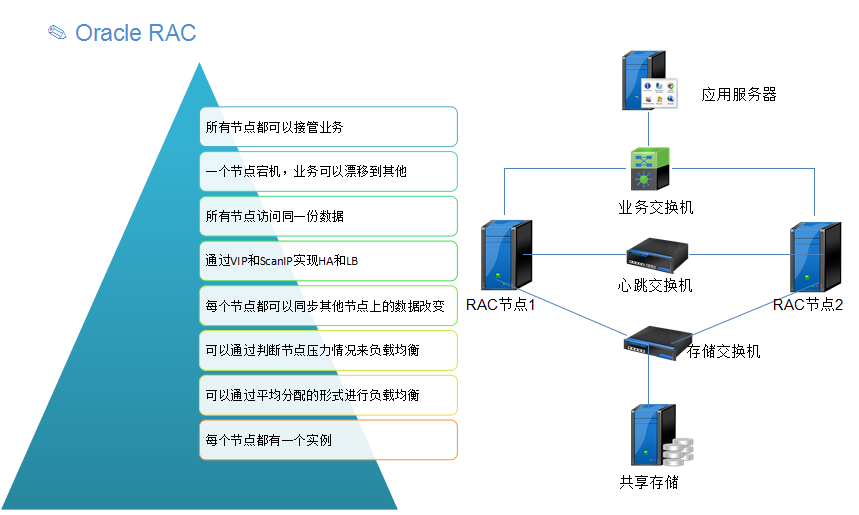 Oracle RAC
所有节点都可以接管业务
一个节点宕机，业务可以漂移到其他
所有节点访问同一份数据
通过VIP和ScanIP实现HA和LB
每个节点都可以同步其他节点上的数据改变
可以通过判断节点压力情况来负载均衡
可以通过平均分配的形式进行负载均衡
每个节点都有一个实例
应用服务器
业务交换机
心跳交换机
RAC节点1
RAC节点2
存储交换机
共享存储